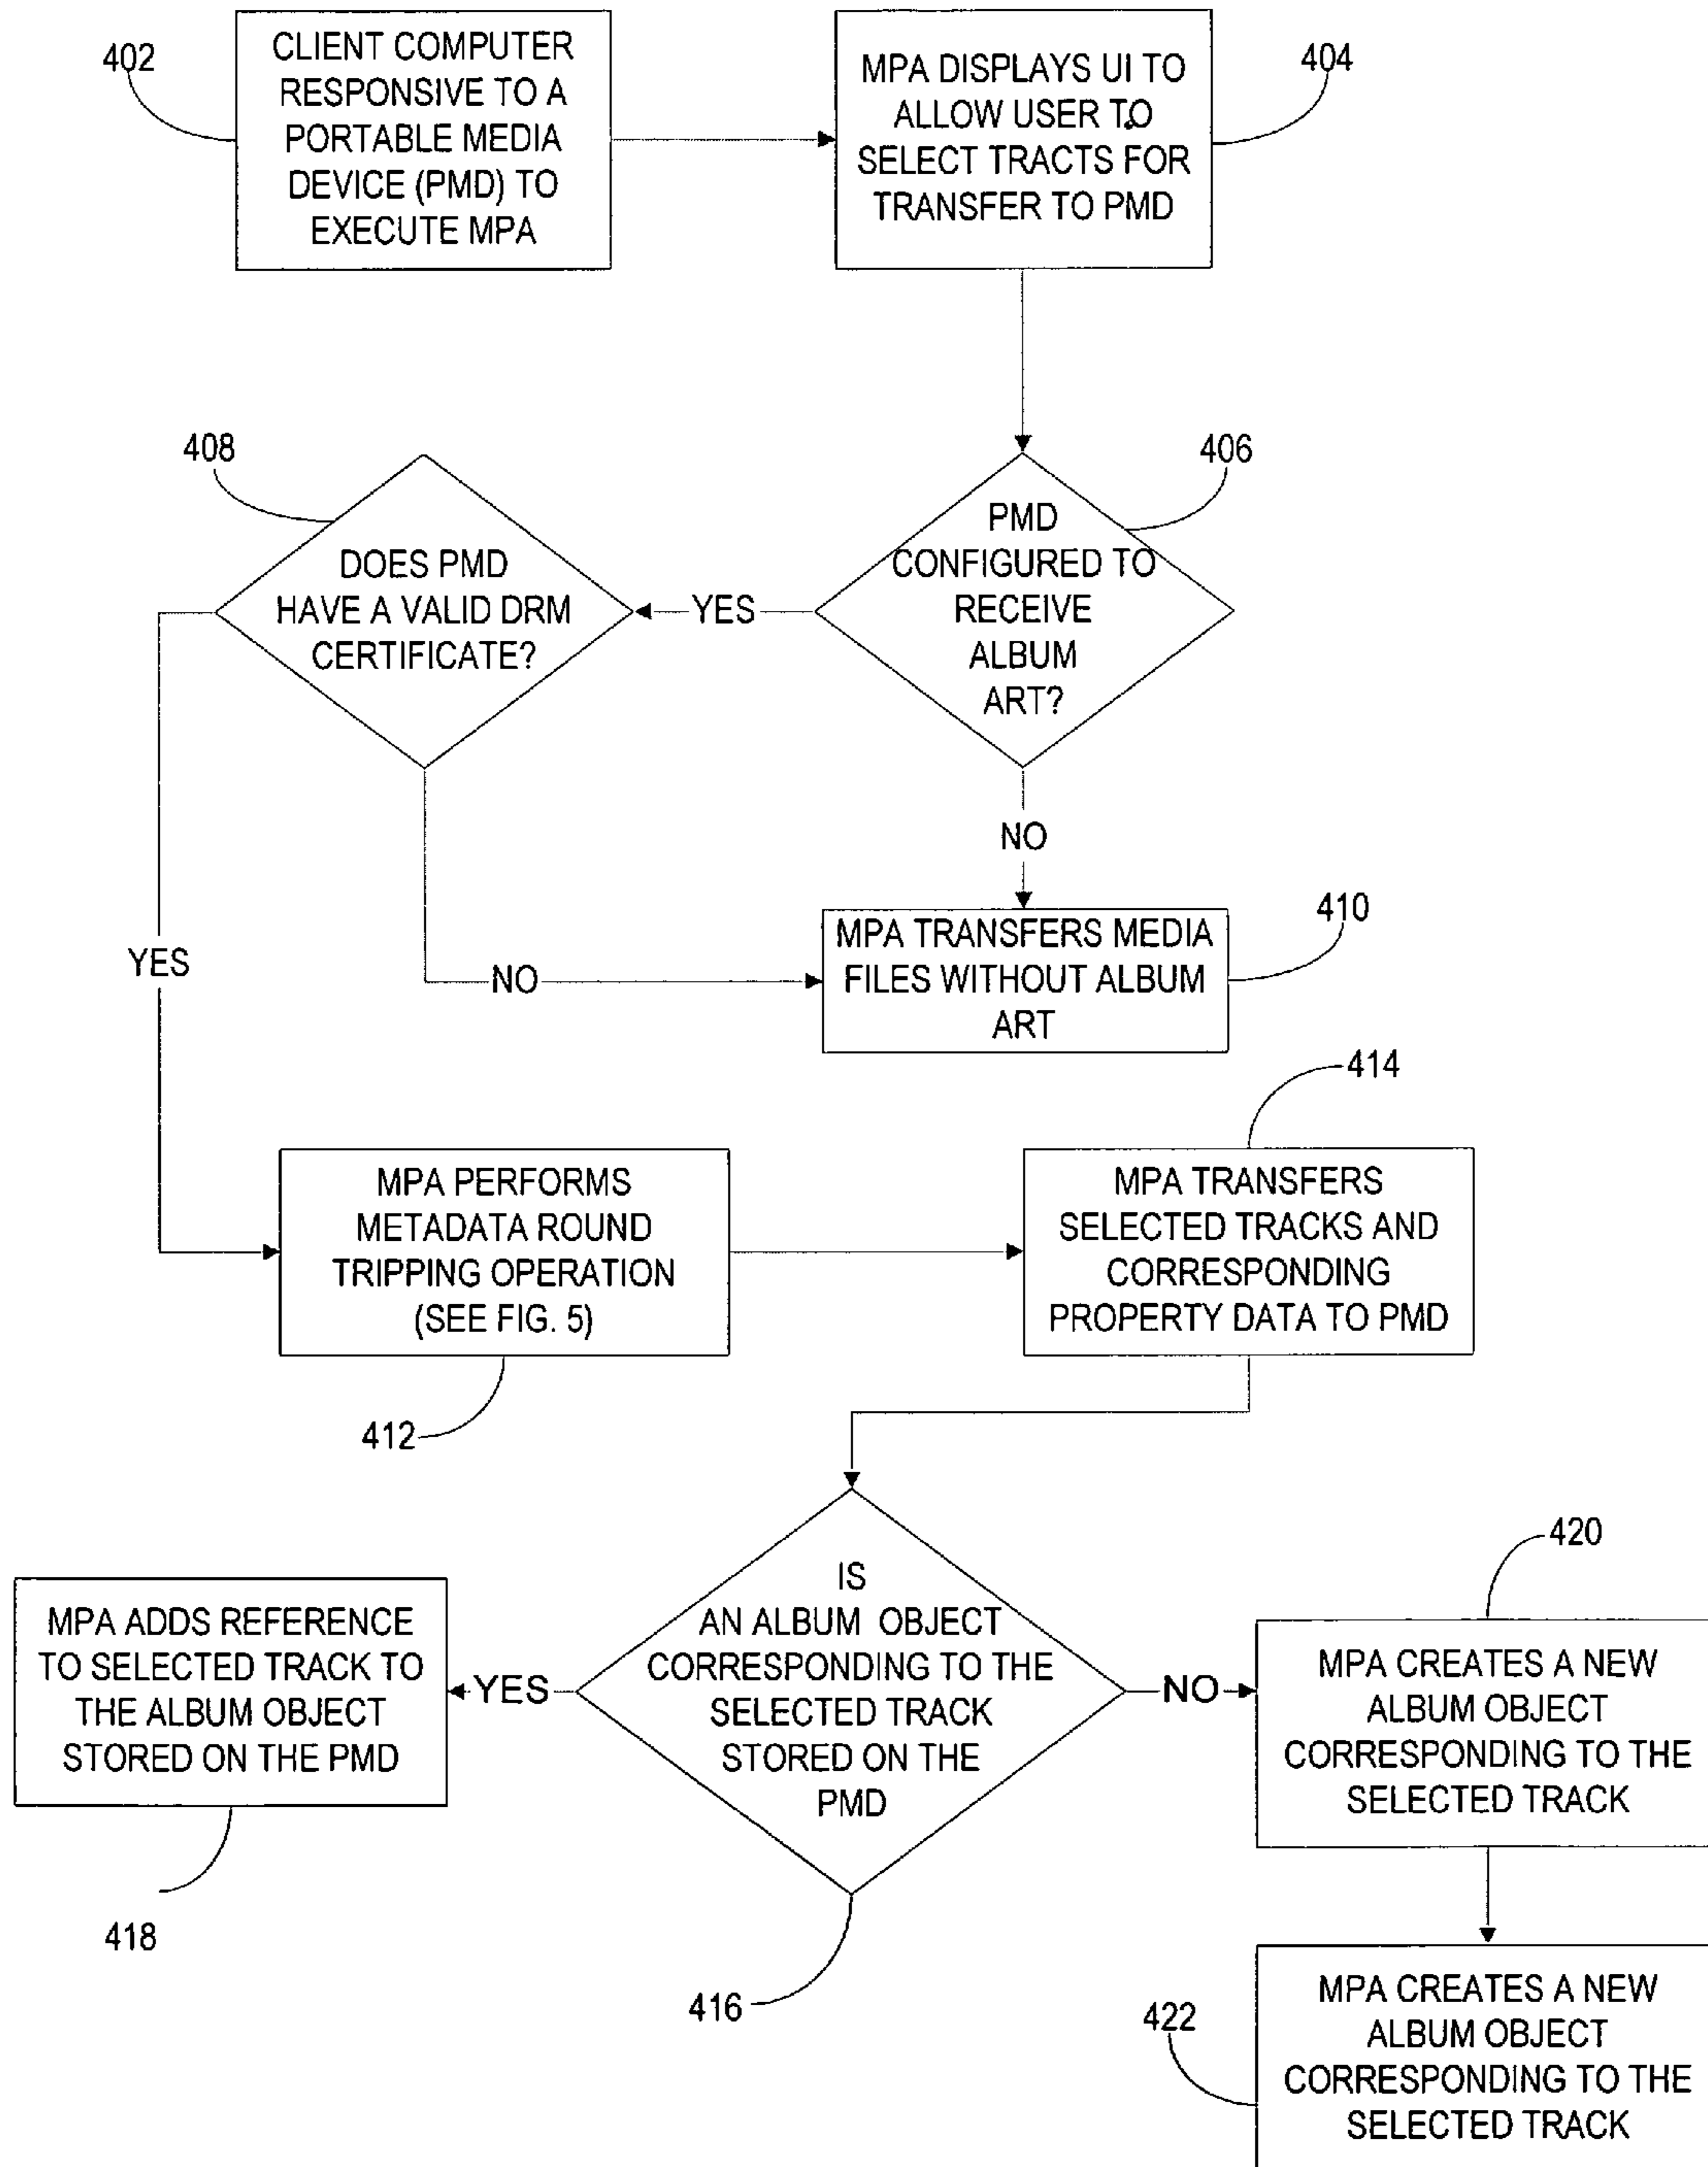 402
CLIENT COMPUTER
RESPONSIVE TO A
PORTABLE MEDIA
DEVICE (PMD) TO
EXECUTE MPA
MPA DISPLAYS UI TO
ALLOW USER TO
SELECT TRACTS FOR
TRANSFER TO PMD
404
408
DOES PMD
HAVE A VALID DRM
CERTIFICATE?
YES
406
PMD
CONFIGURED TO
RECEIVE
ALBUM
ART?
NO
YES
NO
MPA TRANSFERS MEDIA
FILES WITHOUT ALBUM
ART
410
414
MPA PERFORMS
METADATA ROUND
TRIPPING OPERATION
(SEE FIG. 5)
412
MPA TRANSFERS
SELECTED TRACKS AND
CORRESPONDING
PROPERTY DATA TO PMD
MPA ADDS REFERENCE
TO SELECTED TRACK TO
THE ALBUM OBJECT
STORED ON THE PMD
418
YES
IS
AN ALBUM OBJECT
CORRESPONDING TO THE
SELECTED TRACK
STORED ON THE
PMD
416
NO
420
MPA CREATES A NEW
ALBUM OBJECT
CORRESPONDING TO THE
SELECTED TRACK
422
MPA CREATES A NEW
ALBUM OBJECT
CORRESPONDING TO THE
SELECTED TRACK